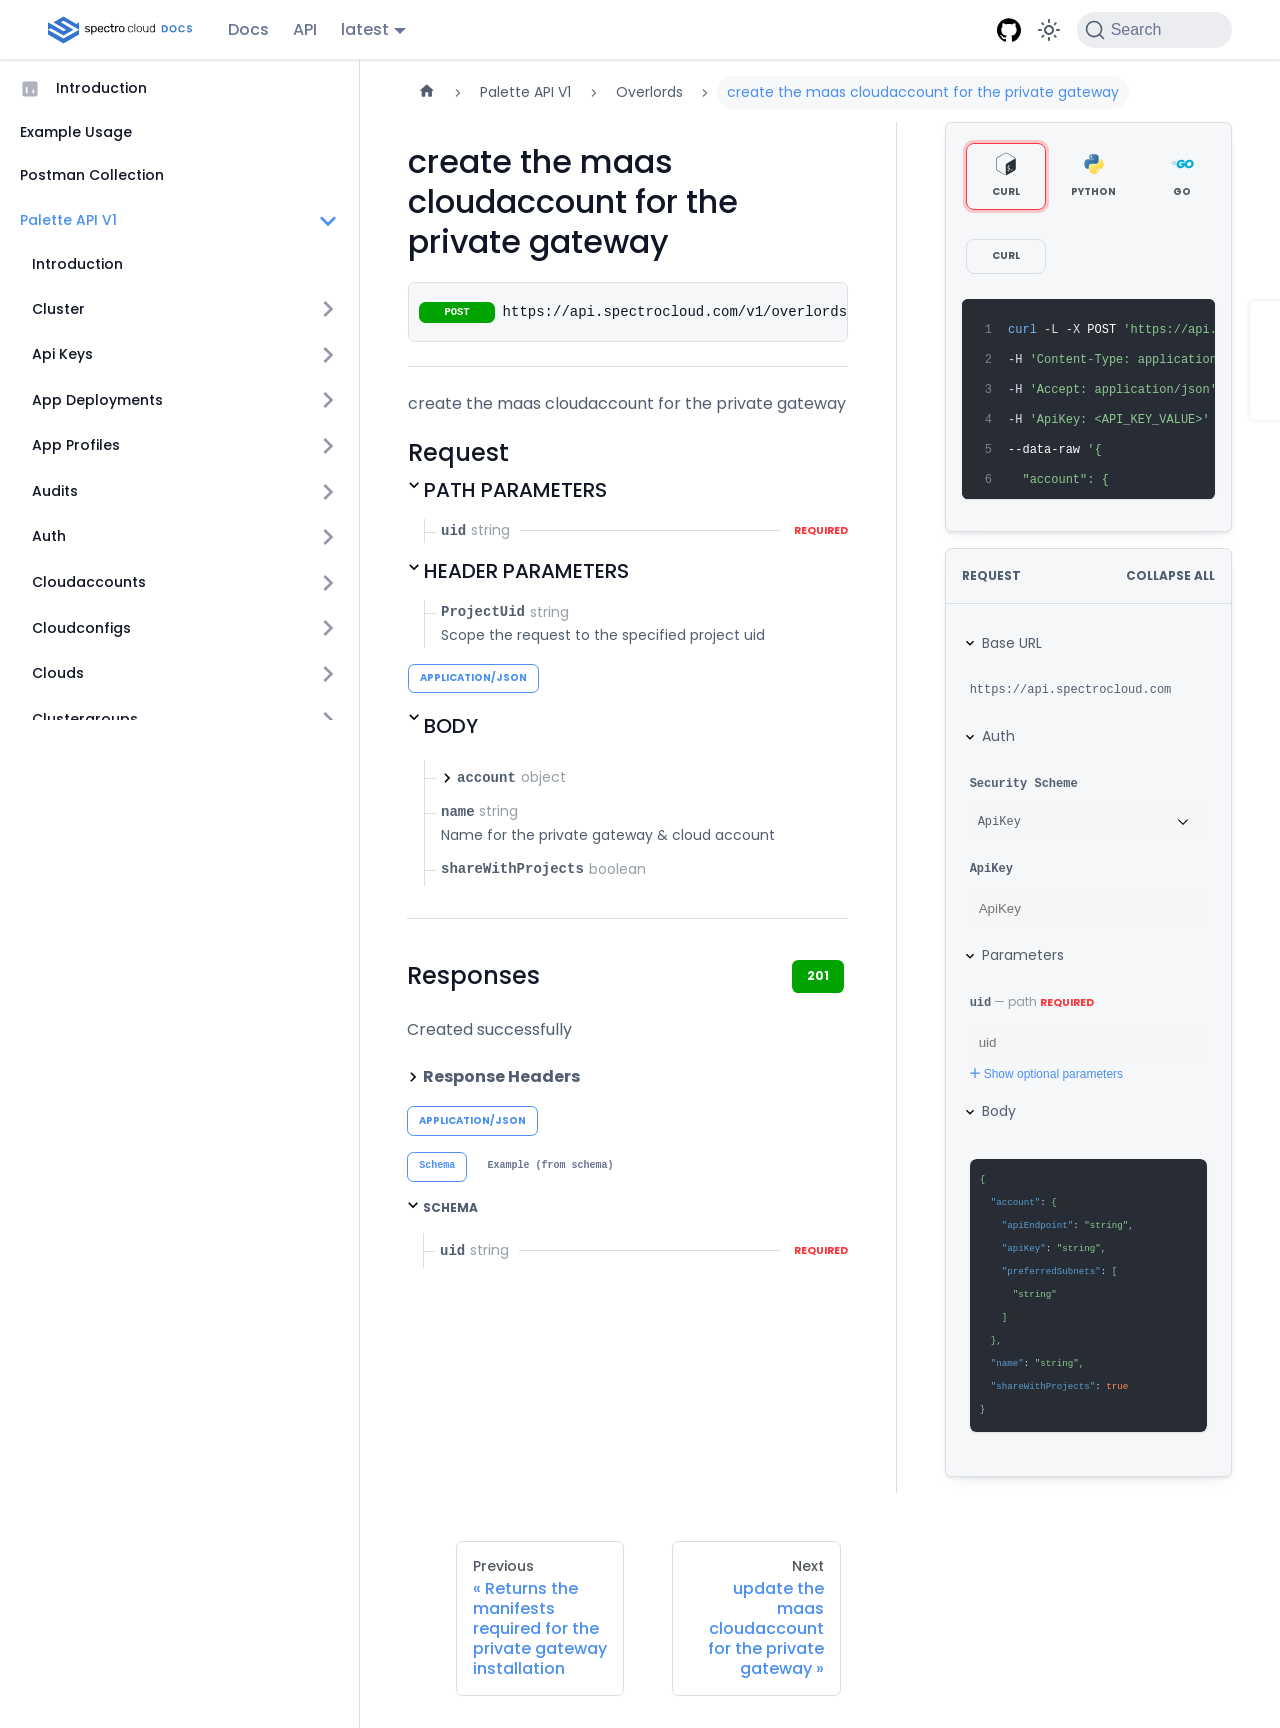 spectro cloud DOCS
Docs
API
latest
Search
Introduction
Example Usage
Postman Collection
Palette API V1
Introduction
Cluster
Api Keys
App Deployments
App Profiles
Audits
Auth
Cloudaccounts
Cloudconfigs
Clouds
Clustergroups
Palette API V1
Overlords
create the maas cloudaccount for the private gateway
create the maas
cloudaccount for the
private gateway
POST https://api.spectrocloud.com/v1/overlords
create the maas cloudaccount for the private gateway
Request
PATH PARAMETERS
uid string REQUIRED
HEADER PARAMETERS
ProjectUid string
Scope the request to the specified project uid
APPLICATION/JSON
BODY
account object
name string
Name for the private gateway & cloud account
shareWithProjects boolean
Responses
201
Created successfully
Response Headers
APPLICATION/JSON
Schema
Example (from schema)
SCHEMA
uid string REQUIRED
CURL
PYTHON
GO
CURL
1 curl -L -X POST 'https://api.
2 -H 'Content-Type: application
3 -H 'Accept: application/json'
4 -H 'ApiKey: <API_KEY_VALUE>'
5 --data-raw '{
6 "account": {
REQUEST
COLLAPSE ALL
Base URL
https://api.spectrocloud.com
Auth
Security Scheme
ApiKey
ApiKey
ApiKey
Parameters
uid — path REQUIRED
uid
Show optional parameters
Body
{
"account": {
"apiEndpoint": "string",
"apiKey": "string",
"preferredSubnets": [
"string"
]
},
"name": "string",
"shareWithProjects": true
}
Previous
« Returns the
manifests
required for the
private gateway
installation
Next
update the
maas
cloudaccount
for the private
gateway »